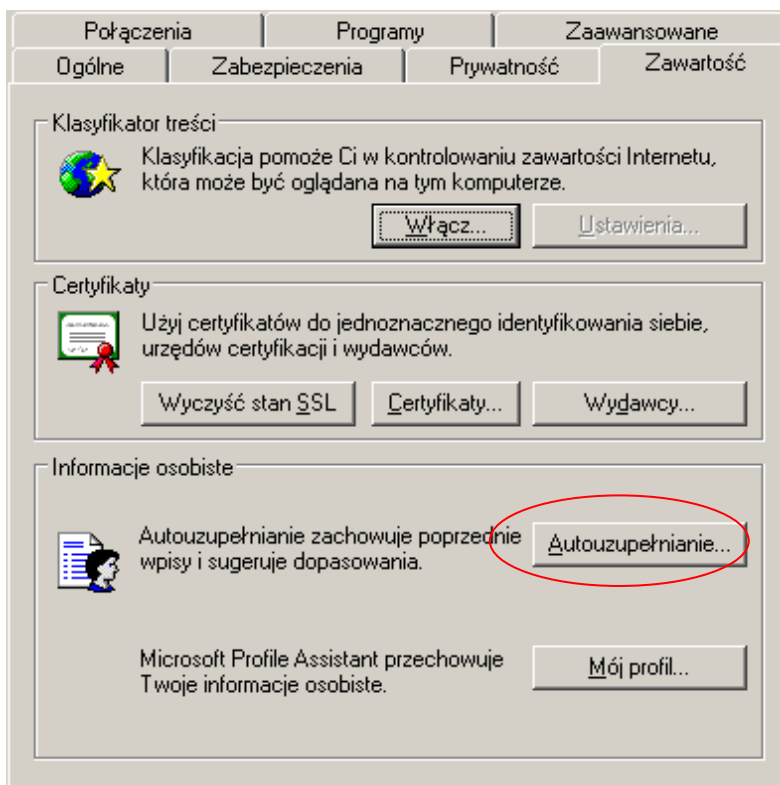 Połączenia Programy Zaawansowane
Ogólne Zabezpieczenia Prywatność Zawartość
Klasyfikator treści
Klasyfikacja pomoże Ci w kontrolowaniu zawartości Internetu,
która może być oglądana na tym komputerze.
Włącz... Ustawienia...
Certyfikaty
Użyj certyfikatów do jednoznacznego identyfikowania siebie,
urzędów certyfikacji i wydawców.
Wyczyść stan SSL Certyfikaty... Wydawcy...
Informacje osobiste
Autouzupełnianie zachowuje poprzednie
wpisy i sugeruje dopasowania.
Autouzupełnianie...
Microsoft Profile Assistant przechowuje
Twoje informacje osobiste.
Mój profil...